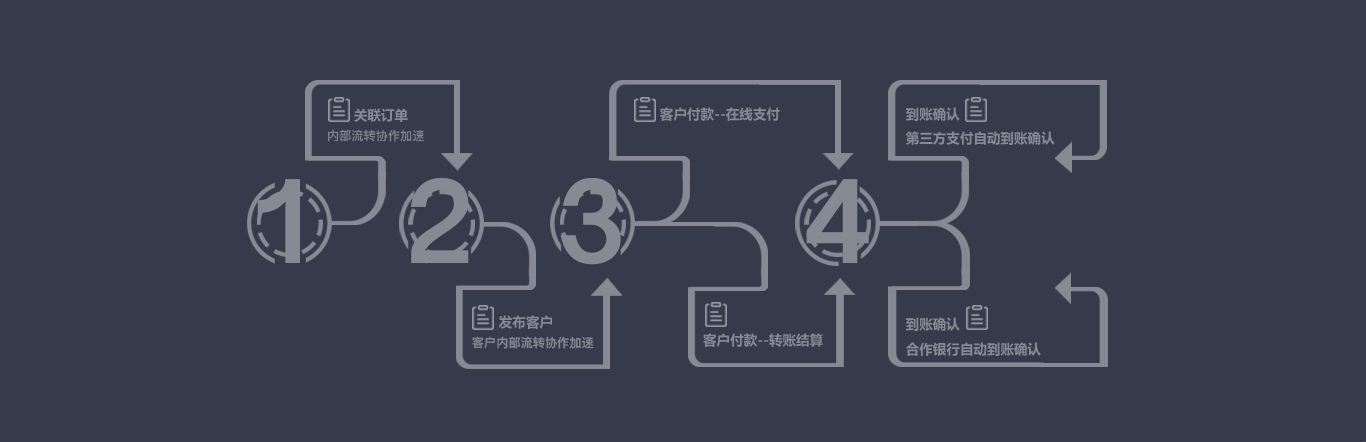 1
关联订单
内部流转协作加速
2
发布客户
客户内部流转协作加速
3
客户付款--在线支付
客户付款--转账结算
4
到账确认
第三方支付自动到账确认
到账确认
合作银行自动到账确认